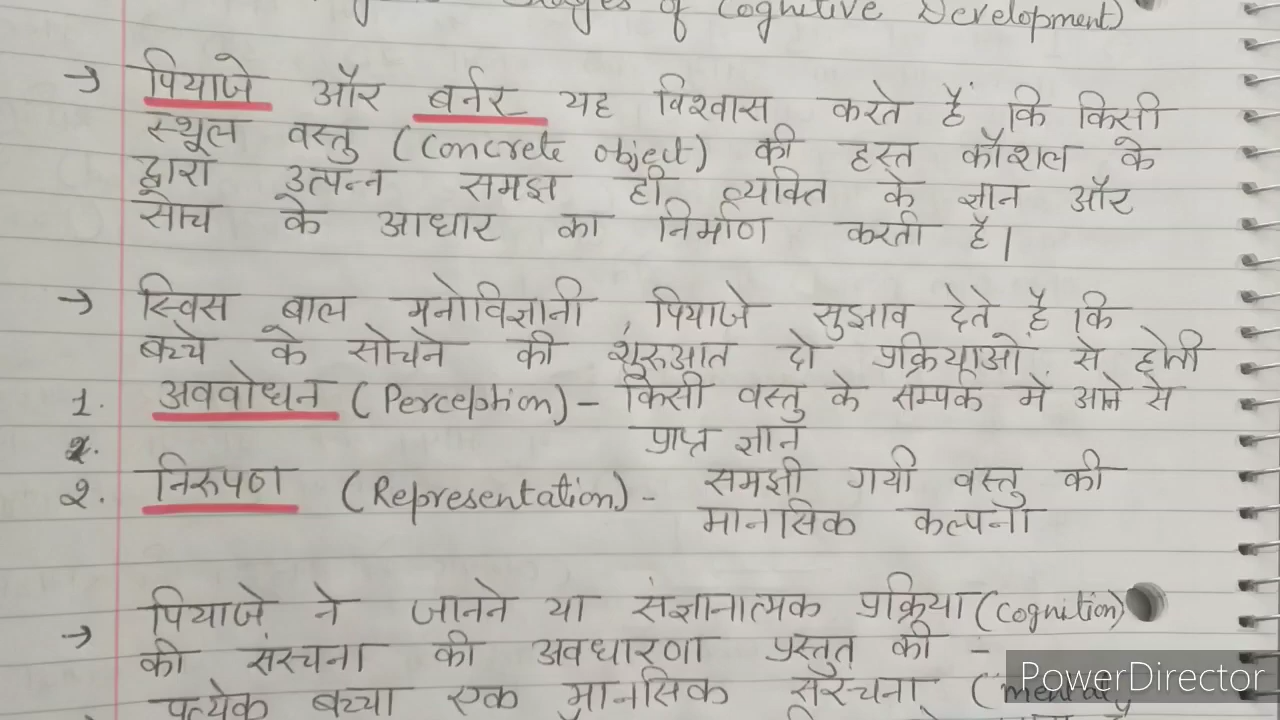 Stages of Cognitive Development)
→ पियाजे और बर्नर यह विश्वास करते हैं कि किसी
स्थूल वस्तु (Concrete object) की हस्त कौशल के
द्वारा उत्पन्न समझ ही व्यक्ति के ज्ञान और
सोच के आधार का निर्माण करती है।
→ स्विस बाल मनोविज्ञानी, पियाजे सुझाव देते है कि
बच्चे के सोचने की शुरुआत दो प्रक्रियाओं से होती
1. अववोधन (Perception) – किसी वस्तु के सम्पर्क मे आने से
प्राप्त ज्ञान
2. निरुपण (Representation) - समझी गयी वस्तु की
मानसिक कल्पना
→ पियाजे ने जानने या संज्ञानात्मक प्रक्रिया (Cognition)
की संरचना की अवधारणा प्रस्तुत की –
प्रत्येक बच्चा एक मानसिक संरचना (mental
PowerDirector